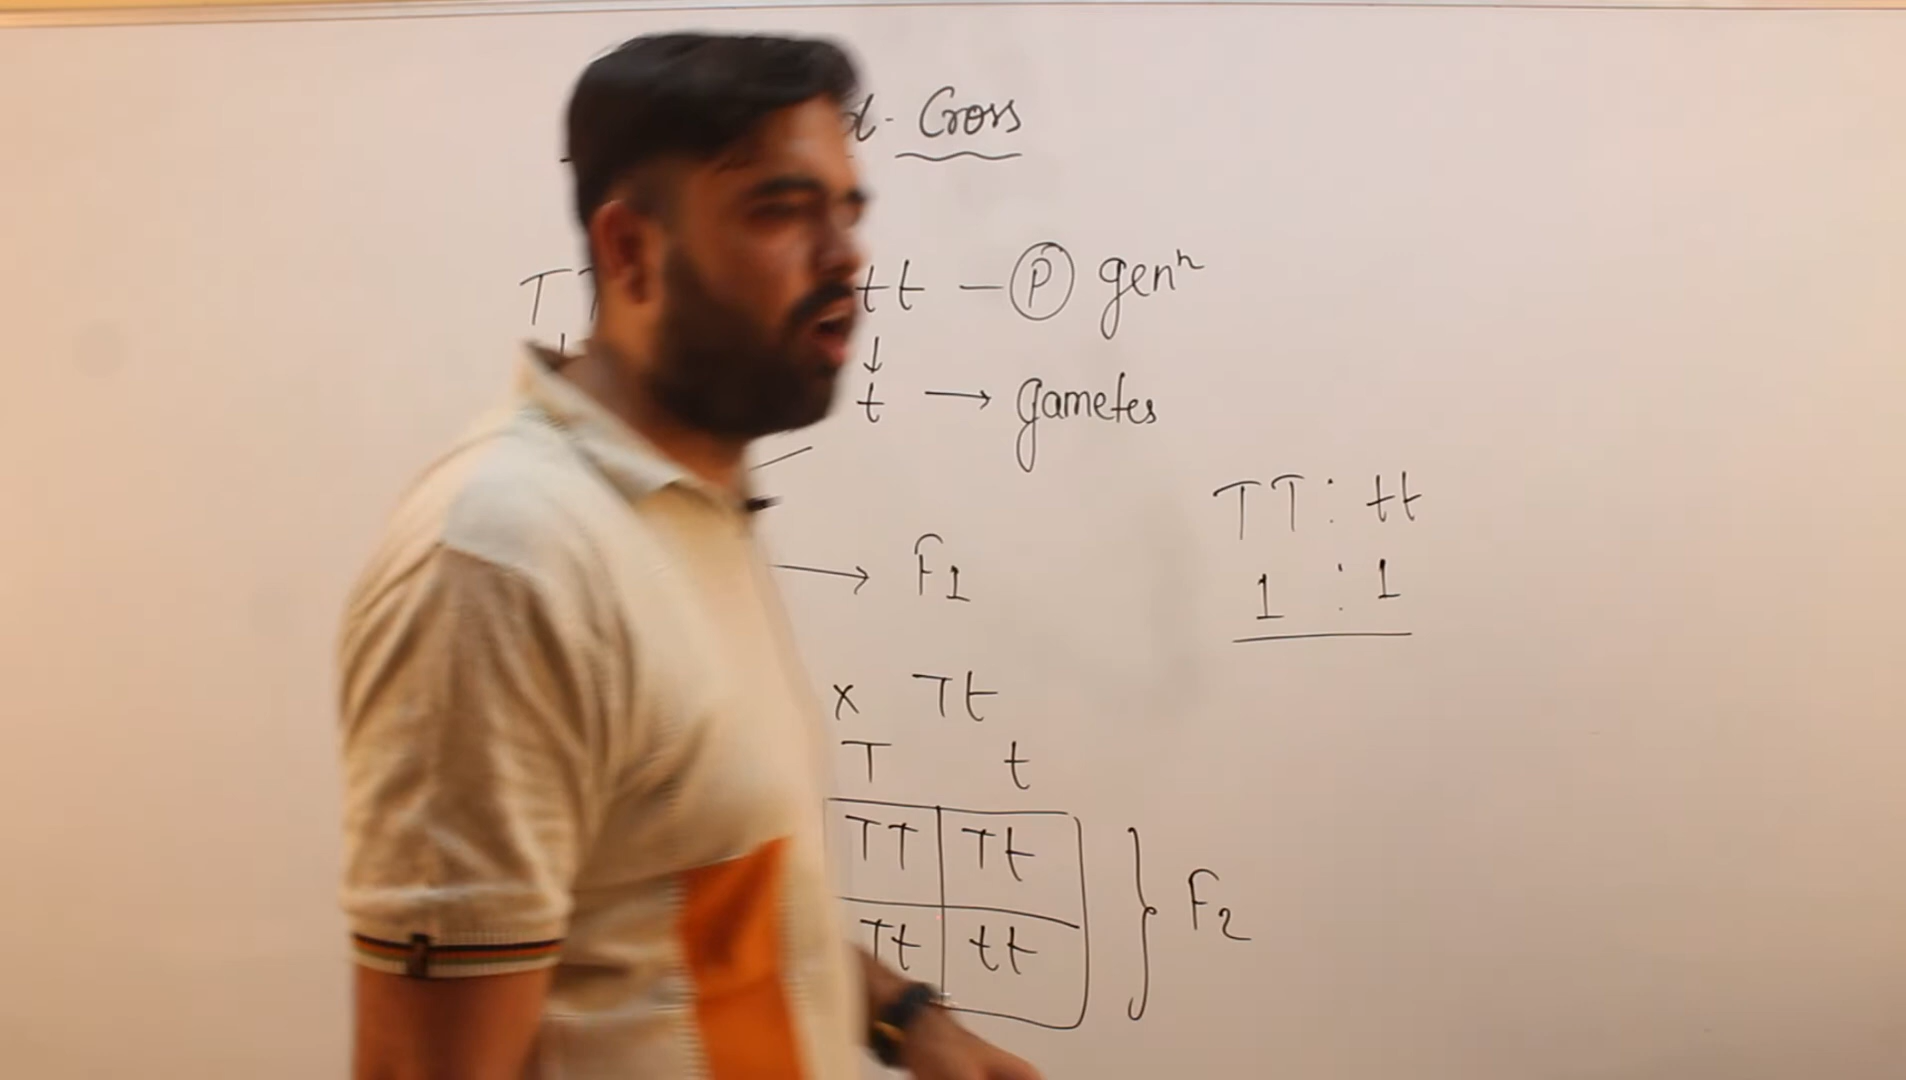 Cross
tt — P genⁿ
↓
t → gametes
TT : tt
→ F1
1 : 1
x Tt
T t
TT Tt
Tt tt
} F2